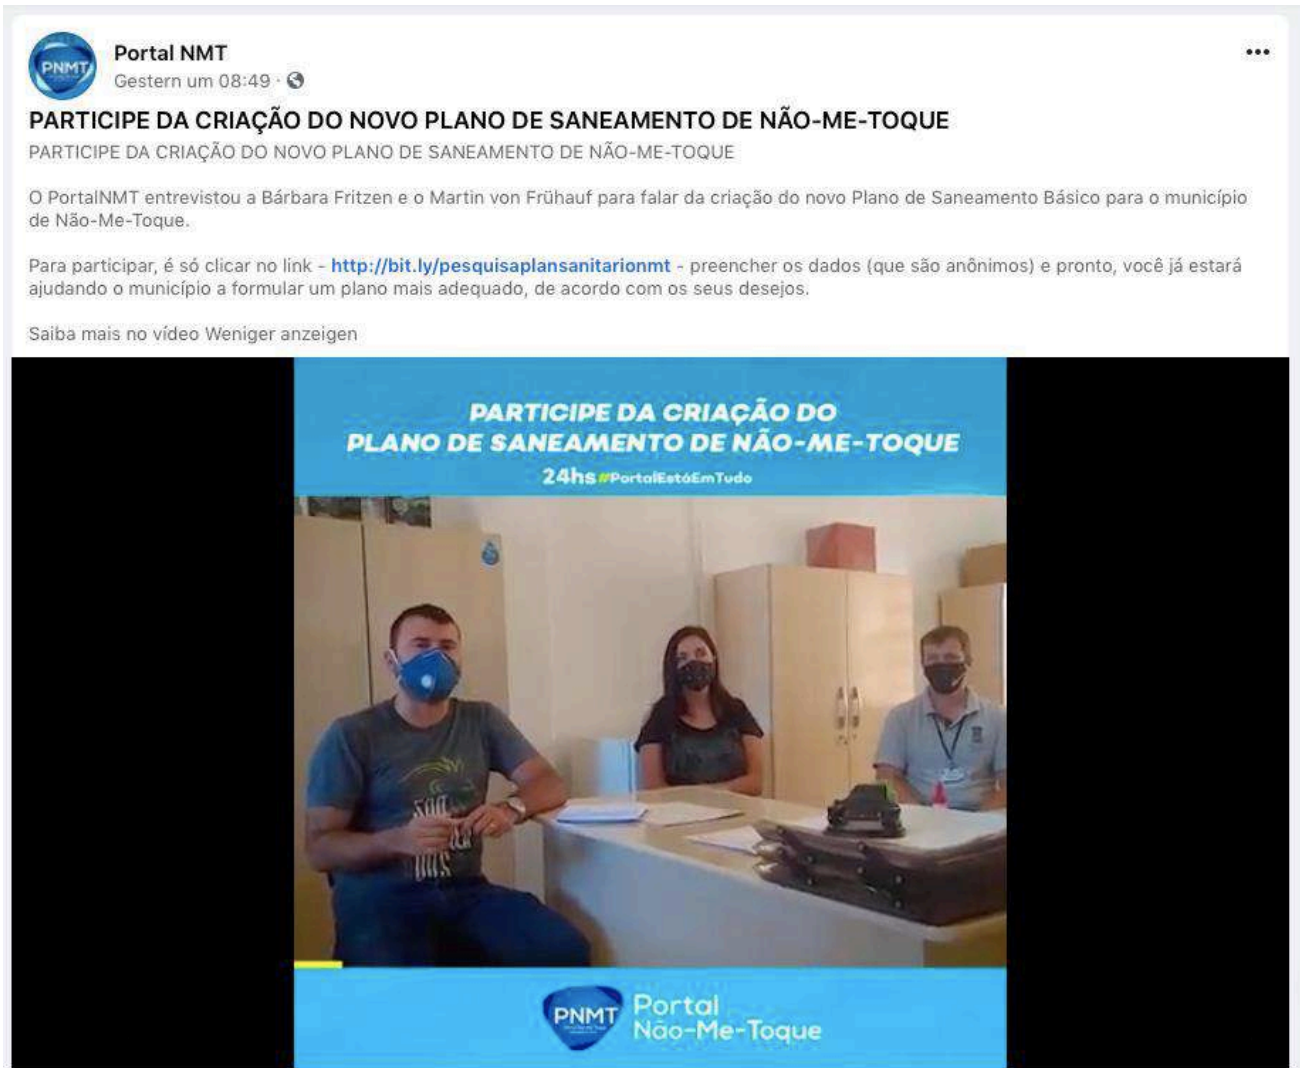 PNMT
Portal NMT
Gestern um 08:49 ·
PARTICIPE DA CRIAÇÃO DO NOVO PLANO DE SANEAMENTO DE NÃO-ME-TOQUE
PARTICIPE DA CRIAÇÃO DO NOVO PLANO DE SANEAMENTO DE NÃO-ME-TOQUE
O PortalNMT entrevistou a Bárbara Fritzen e o Martin von Frühauf para falar da criação do novo Plano de Saneamento Básico para o município
de Não-Me-Toque.
Para participar, é só clicar no link - http://bit.ly/pesquisaplansanitarionmt - preencher os dados (que são anônimos) e pronto, você já estará
ajudando o município a formular um plano mais adequado, de acordo com os seus desejos.
Saiba mais no vídeo Weniger anzeigen
PARTICIPE DA CRIAÇÃO DO
PLANO DE SANEAMENTO DE NÃO-ME-TOQUE
24hs #PortalEstáEmTudo
PNMT
Portal
Não-Me-Toque